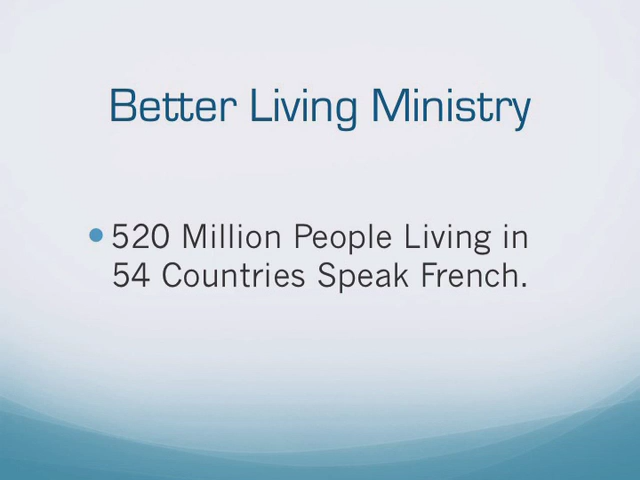 Better Living Ministry
• 520 Million People Living in
54 Countries Speak French.